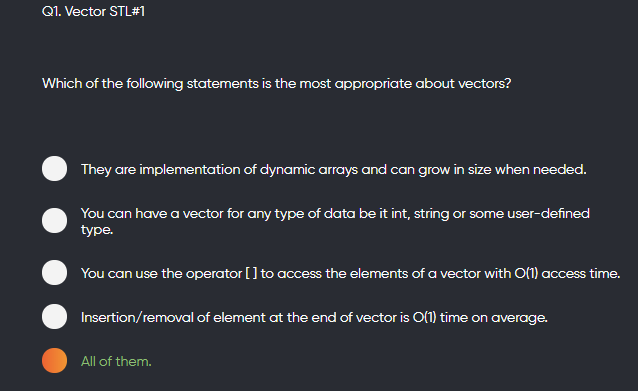 Q1. Vector STL#1
Which of the following statements is the most appropriate about vectors?
They are implementation of dynamic arrays and can grow in size when needed.
You can have a vector for any type of data be it int, string or some user-defined
type.
You can use the operator [ ] to access the elements of a vector with O(1) access time.
Insertion/removal of element at the end of vector is O(1) time on average.
All of them.